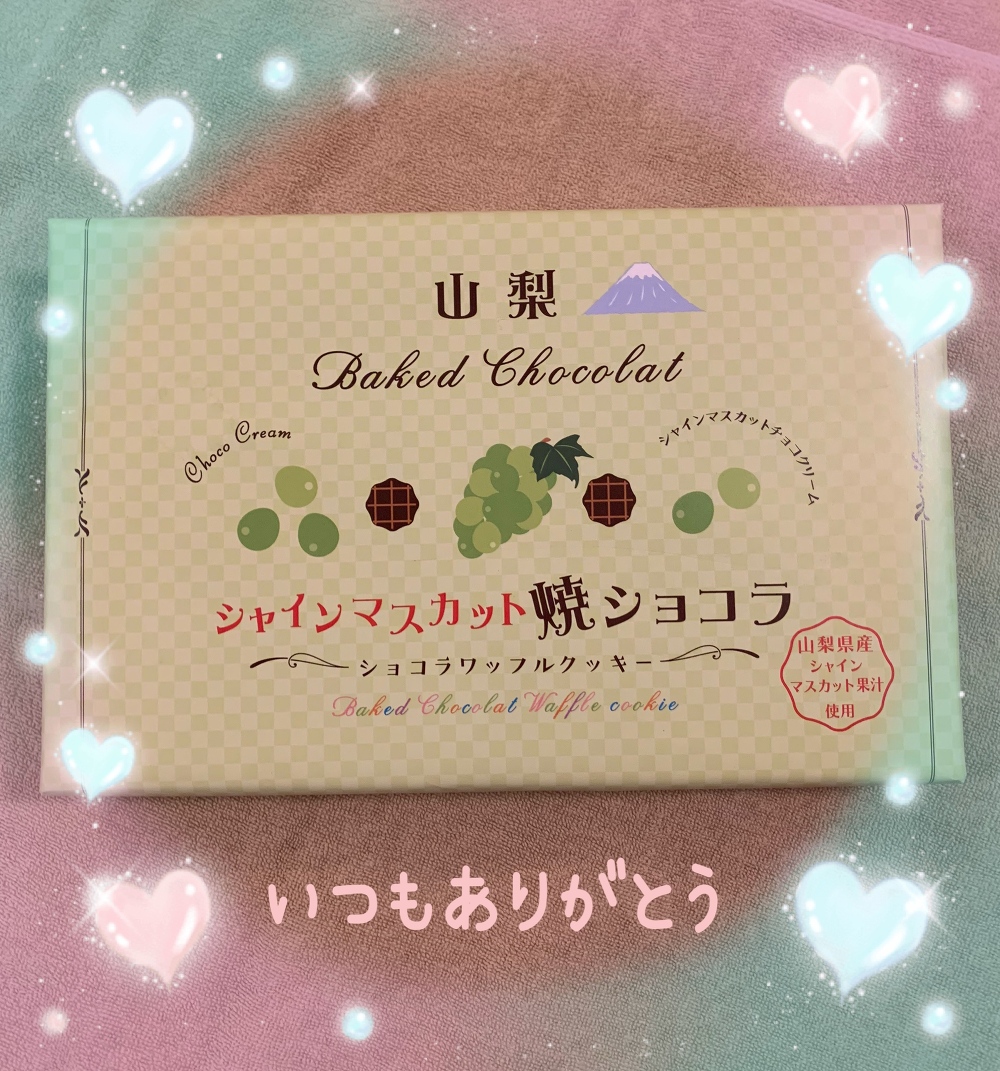 山梨
Baked Chocolat
Choco Cream
シャインマスカットチョコクリーム
シャインマスカット焼ショコラ
ショコラワッフルクッキー
Baked Chocolat Waffle cookie
山梨県産
シャイン
マスカット果汁
使用
いつもありがとう